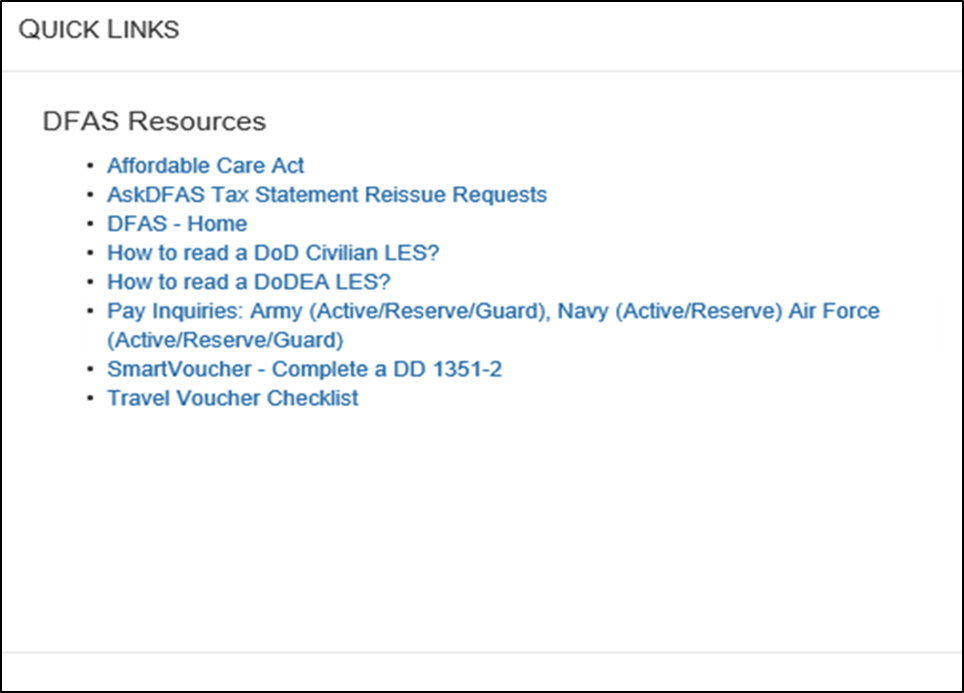 QUICK LINKS
DFAS Resources
• Affordable Care Act
• AskDFAS Tax Statement Reissue Requests
• DFAS - Home
• How to read a DoD Civilian LES?
• How to read a DoDEA LES?
• Pay Inquiries: Army (Active/Reserve/Guard), Navy (Active/Reserve) Air Force
(Active/Reserve/Guard)
• SmartVoucher - Complete a DD 1351-2
• Travel Voucher Checklist